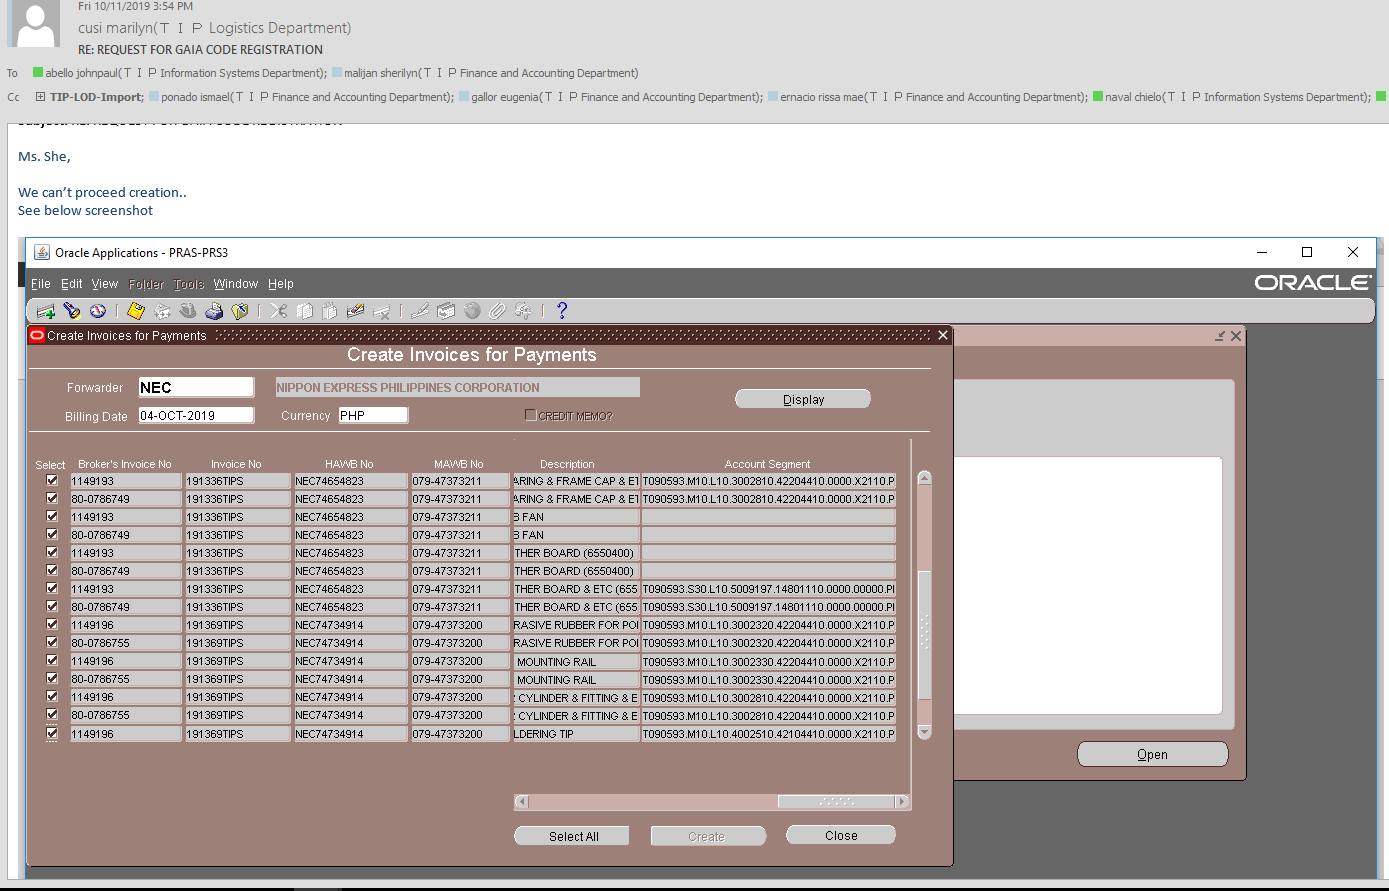 Fri 10/11/2019 3:54 PM
cusi marilyn(T I P Logistics Department)
RE: REQUEST FOR GAIA CODE REGISTRATION
To abello johnpaul(T I P Information Systems Department); malijan sherilyn(T I P Finance and Accounting Department)
Cc TIP-LOD-Import; ponado ismael(T I P Finance and Accounting Department); gallor eugenia(T I P Finance and Accounting Department); ernacio rissa mae(T I P Finance and Accounting Department); naval chielo(T I P Information Systems Department);
Ms. She,
We can't proceed creation..
See below screenshot
Oracle Applications - PRAS-PRS3
File Edit View Folder Tools Window Help
ORACLE
Create Invoices for Payments
Create Invoices for Payments
Forwarder NEC NIPPON EXPRESS PHILIPPINES CORPORATION
Display
Billing Date 04-OCT-2019 Currency PHP CREDIT MEMO?
Select Broker's Invoice No Invoice No HAWB No MAWB No Description Account Segment
1149193 191336TIPS NEC74654823 079-47373211 ARING & FRAME CAP & ET T090593.M10.L10.3002810.42204410.0000.X2110.P
80-0786749 191336TIPS NEC74654823 079-47373211 ARING & FRAME CAP & ET T090593.M10.L10.3002810.42204410.0000.X2110.P
1149193 191336TIPS NEC74654823 079-47373211 B FAN
80-0786749 191336TIPS NEC74654823 079-47373211 B FAN
1149193 191336TIPS NEC74654823 079-47373211 THER BOARD (6550400)
80-0786749 191336TIPS NEC74654823 079-47373211 THER BOARD (6550400)
1149193 191336TIPS NEC74654823 079-47373211 THER BOARD & ETC (655 T090593.S30.L10.5009197.14801110.0000.00000.PI
80-0786749 191336TIPS NEC74654823 079-47373211 THER BOARD & ETC (655 T090593.S30.L10.5009197.14801110.0000.00000.PI
1149196 191369TIPS NEC74734914 079-47373200 RASIVE RUBBER FOR POI T090593.M10.L10.3002320.42204410.0000.X2110.P
80-0786755 191369TIPS NEC74734914 079-47373200 RASIVE RUBBER FOR POI T090593.M10.L10.3002320.42204410.0000.X2110.P
1149196 191369TIPS NEC74734914 079-47373200 MOUNTING RAIL T090593.M10.L10.3002330.42204410.0000.X2110.P
80-0786755 191369TIPS NEC74734914 079-47373200 MOUNTING RAIL T090593.M10.L10.3002330.42204410.0000.X2110.P
1149196 191369TIPS NEC74734914 079-47373200 CYLINDER & FITTING & E T090593.M10.L10.3002810.42204410.0000.X2110.P
80-0786755 191369TIPS NEC74734914 079-47373200 CYLINDER & FITTING & E T090593.M10.L10.3002810.42204410.0000.X2110.P
1149196 191369TIPS NEC74734914 079-47373200 LDERING TIP T090593.M10.L10.4002510.42104410.0000.X2110.P
Open
Select All Create Close